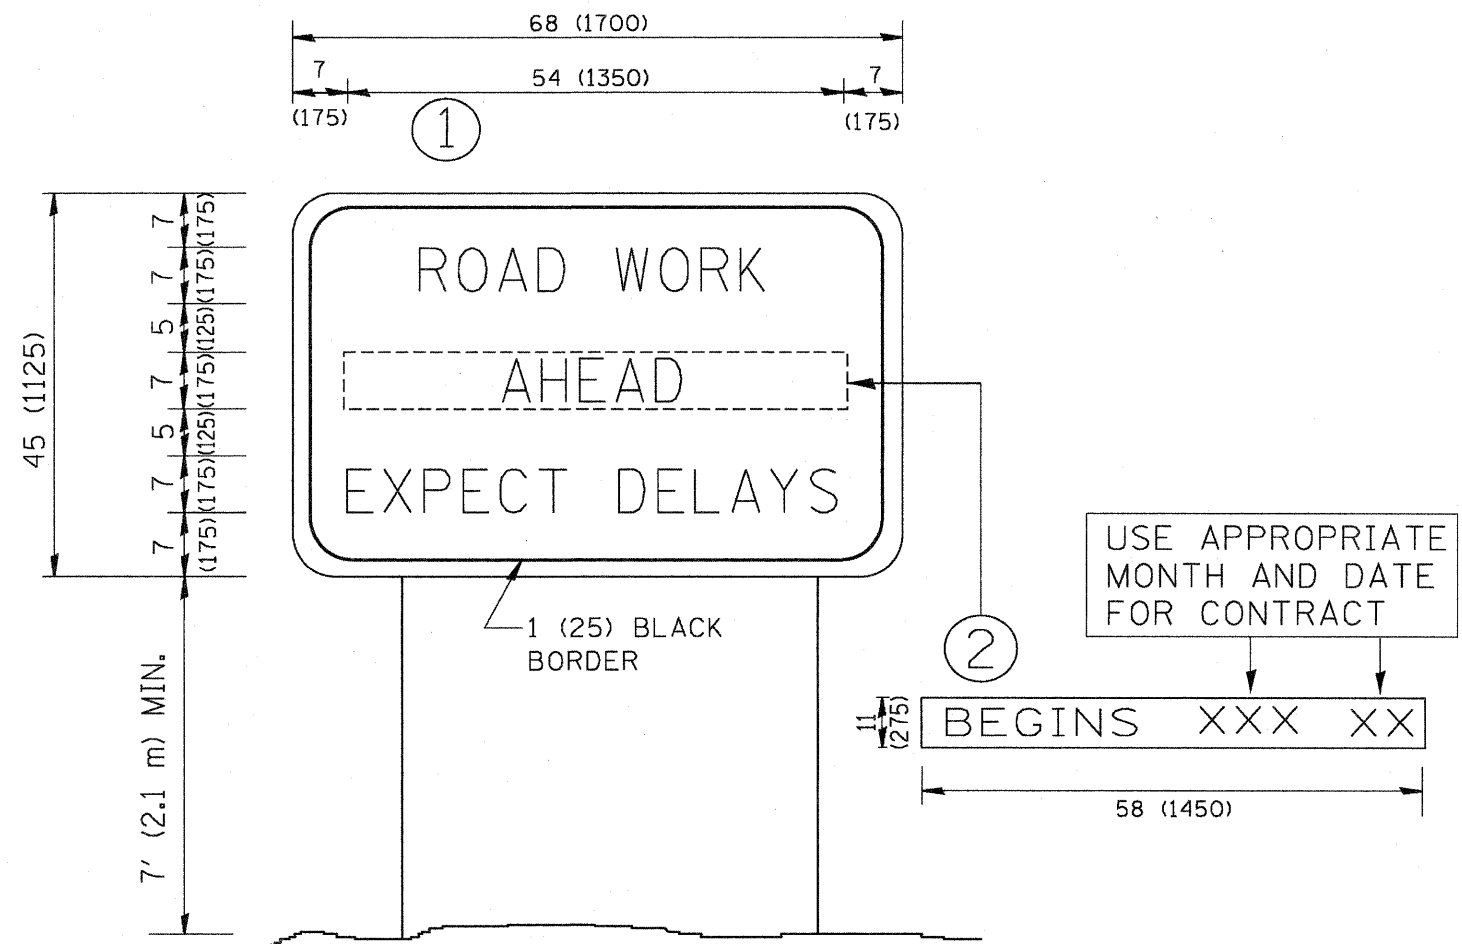 68 (1700)
7 54 (1350) 7
(175) (175)
1
45 (1125)
7 (175)
7 (175)
5 (125)
7 (175)
5 (125)
7 (175)
7 (175)
ROAD WORK
AHEAD
EXPECT DELAYS
7' (2.1 m) MIN.
1 (25) BLACK
BORDER
2
USE APPROPRIATE
MONTH AND DATE
FOR CONTRACT
11
(275)
BEGINS XXX XX
58 (1450)